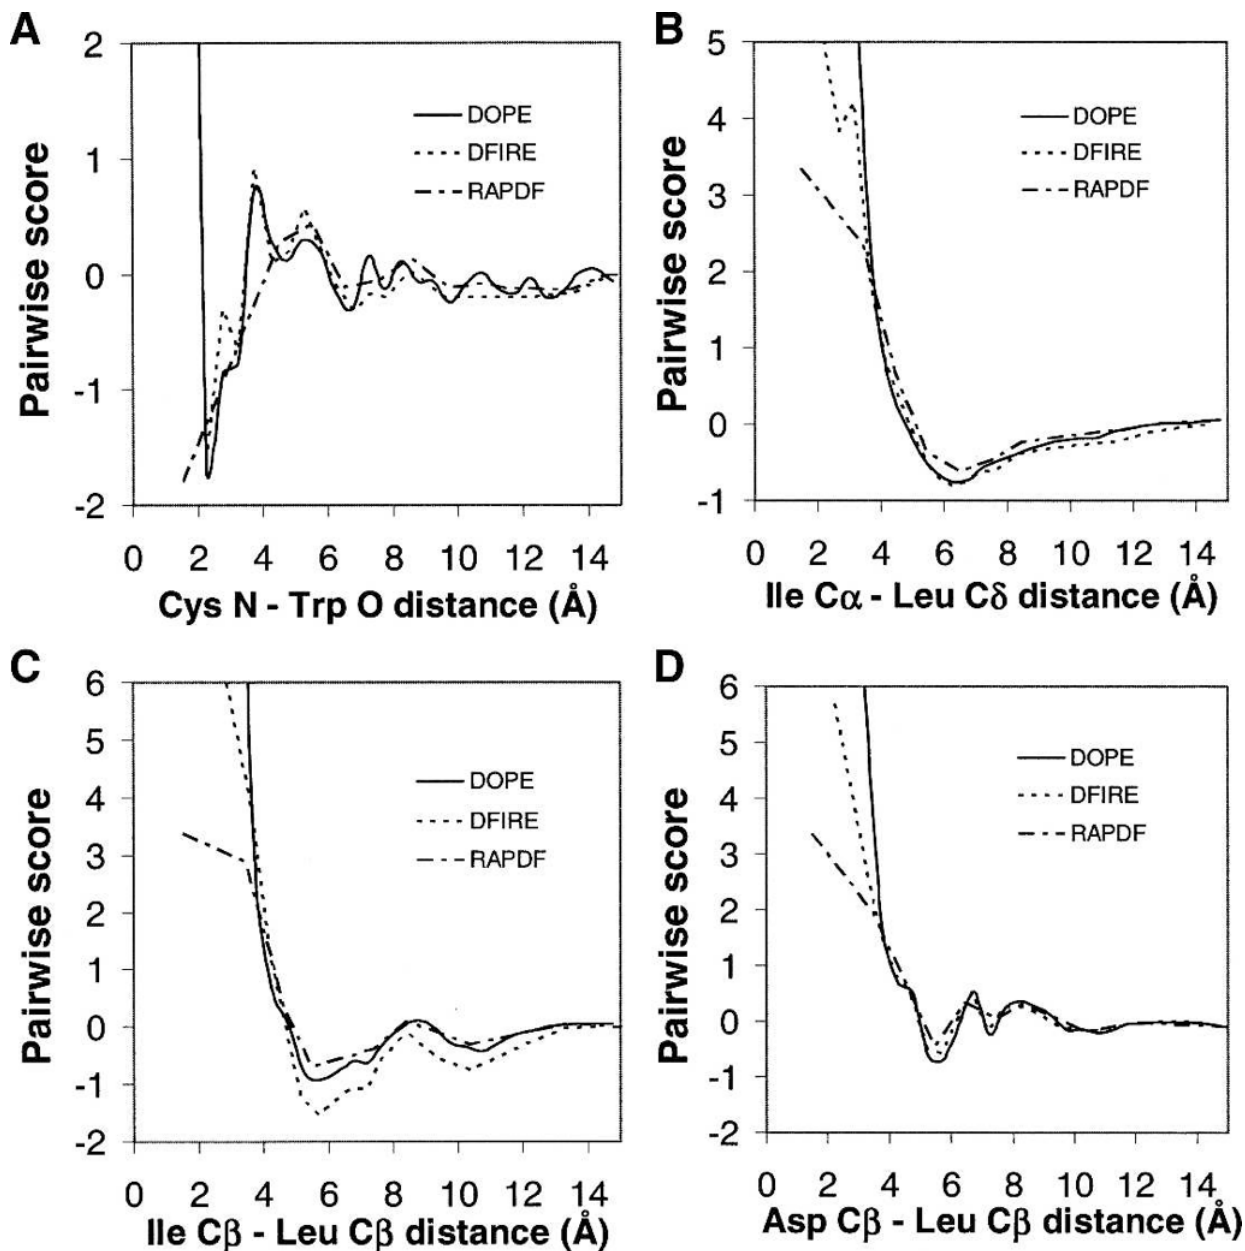 A
Pairwise score
2
1
0
-1
-2
DOPE
DFIRE
RAPDF
0 2 4 6 8 10 12 14
Cys N - Trp O distance (Å)
B
Pairwise score
5
4
3
2
1
0
-1
DOPE
DFIRE
RAPDF
0 2 4 6 8 10 12 14
Ile Cα - Leu Cδ distance (Å)
C
Pairwise score
6
5
4
3
2
1
0
-1
-2
DOPE
DFIRE
RAPDF
0 2 4 6 8 10 12 14
Ile Cβ - Leu Cβ distance (Å)
D
Pairwise score
6
5
4
3
2
1
0
-1
-2
DOPE
DFIRE
RAPDF
0 2 4 6 8 10 12 14
Asp Cβ - Leu Cβ distance (Å)